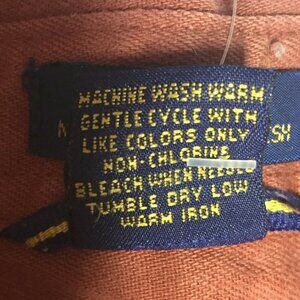 MACHINE WASH WARM
GENTLE CYCLE WITH
LIKE COLORS ONLY
NON-CHLORINE
BLEACH WHEN NEEDED
TUMBLE DRY LOW
WARM IRON